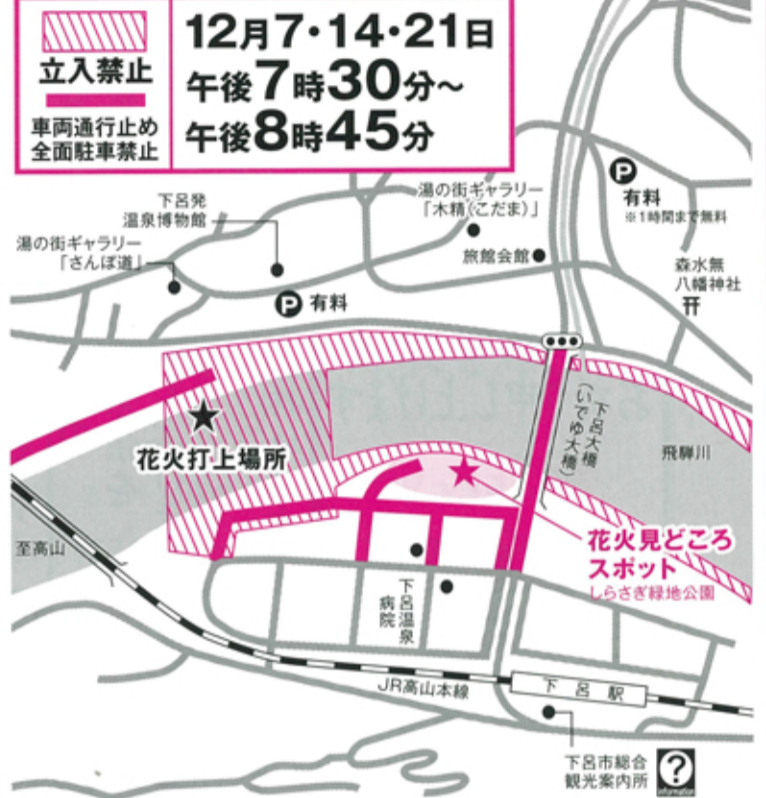 立入禁止
車両通行止め
全面駐車禁止
12月7・14・21日
午後7時30分～
午後8時45分
下呂発
温泉博物館
湯の街ギャラリー
「さんぽ道」
P 有料
湯の街ギャラリー
「木精(こだま)」
旅館会館
P
有料
※1時間まで無料
森水無
八幡神社
花火打上場所
下呂大橋
(いでゆ大橋)
飛騨川
至高山
花火見どころ
スポット
しらさぎ緑地公園
下呂温泉
病院
JR高山本線
下呂駅
下呂市総合
観光案内所
?
information